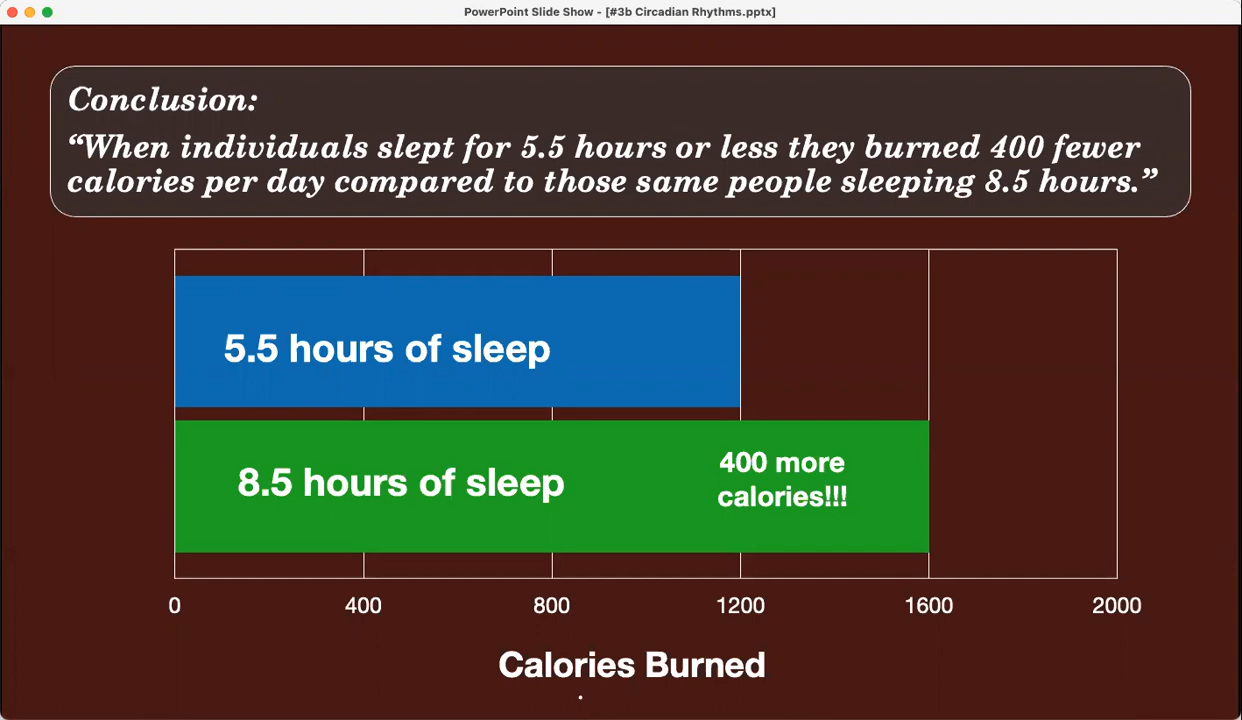 PowerPoint Slide Show - [#3b Circadian Rhythms.pptx]
Conclusion:
“When individuals slept for 5.5 hours or less they burned 400 fewer
calories per day compared to those same people sleeping 8.5 hours.”
5.5 hours of sleep
8.5 hours of sleep
400 more
calories!!!
0 400 800 1200 1600 2000
Calories Burned